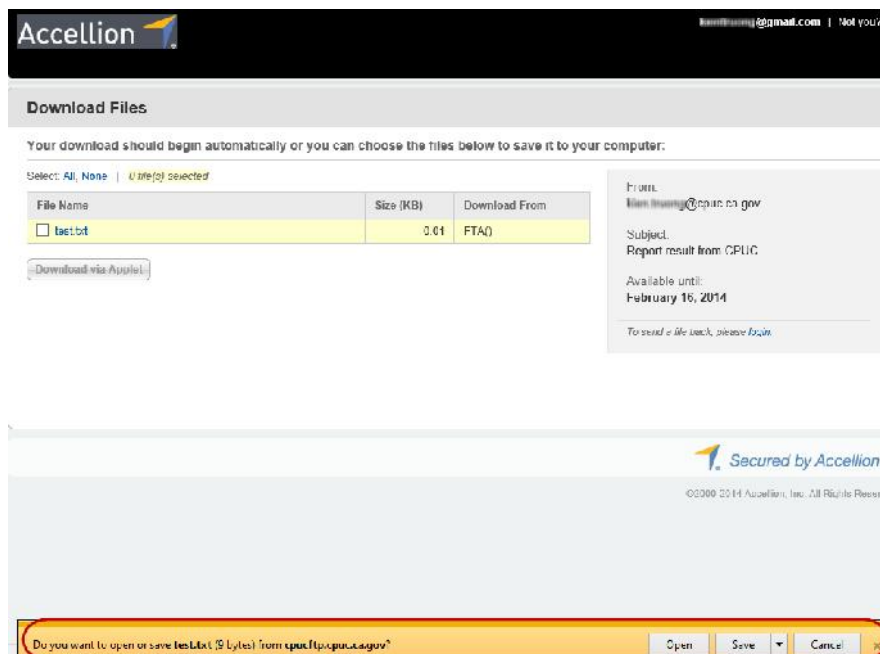 Accellion
@gmail.com | Not you?
Download Files
Your download should begin automatically or you can choose the files below to save it to your computer:
Select: All, None | 0 file(s) selected
File Name Size (KB) Download From
test.txt 0.01 FTA()
Download via Applet
From:
@cpuc.ca.gov
Subject:
Report result from CPUC
Available until:
February 16, 2014
To send a file back, please login.
Secured by Accellion
©2000-2014 Accellion, Inc. All Rights Reser
Do you want to open or save test.txt (9 bytes) from cpucftp.cpuc.ca.gov?
Open Save Cancel